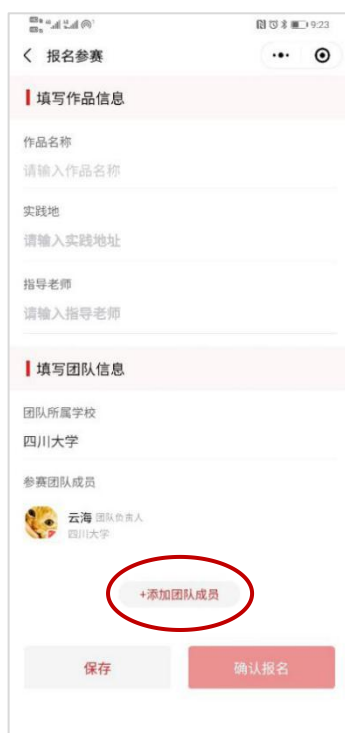 9:23
报名参赛
填写作品信息
作品名称
请输入作品名称
实践地
请输入实践地址
指导老师
请输入指导老师
填写团队信息
团队所属学校
四川大学
参赛团队成员
云海 团队负责人
四川大学
+添加团队成员
保存
确认报名